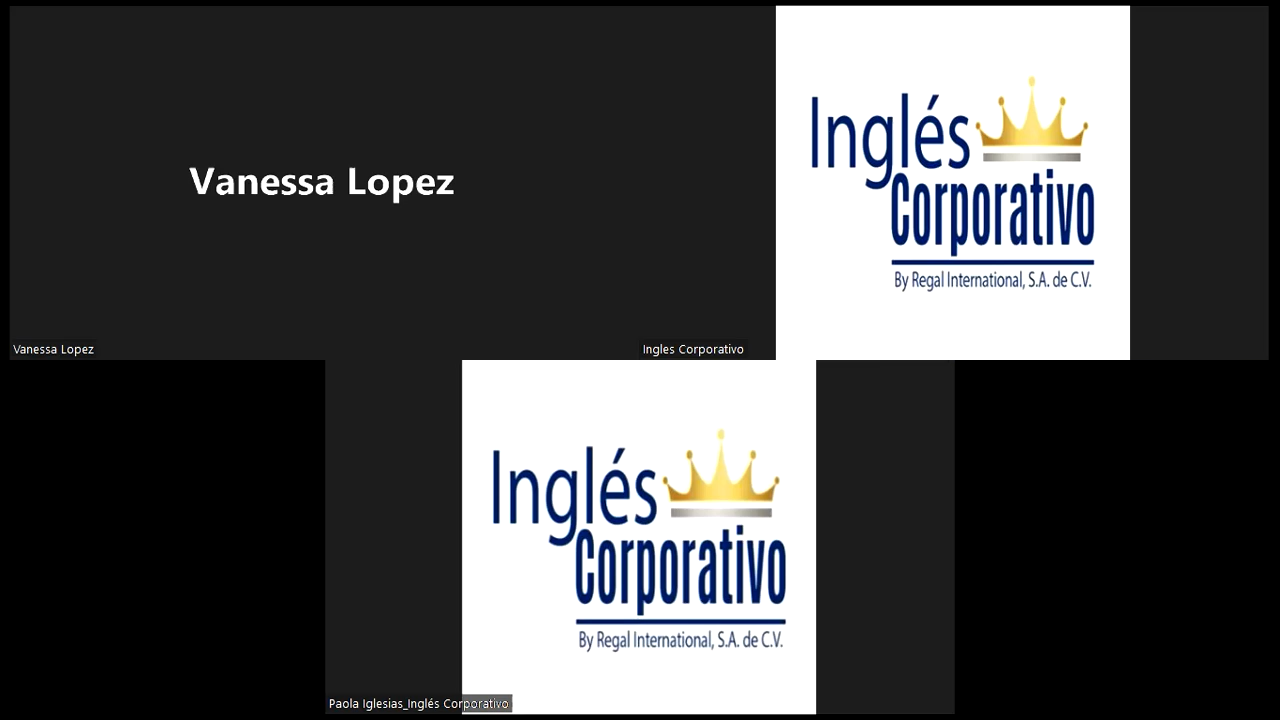 Vanessa Lopez
Vanessa Lopez
Inglés
Corporativo
By Regal International, S.A. de C.V.
Ingles Corporativo
Inglés
Corporativo
By Regal International, S.A. de C.V.
Paola Iglesias_Inglés Corporativo